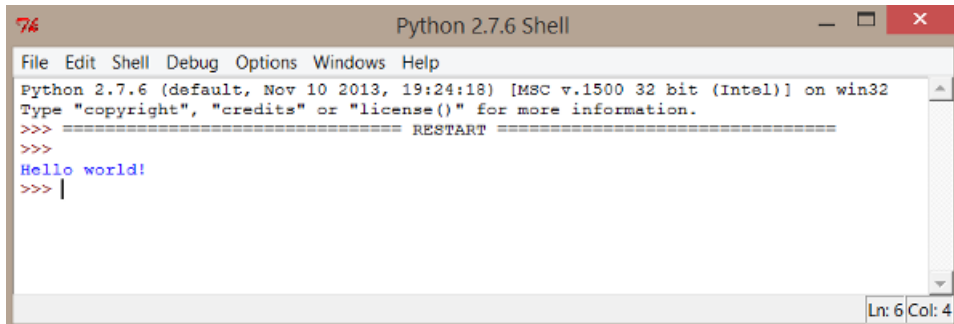 76 Python 2.7.6 Shell
File Edit Shell Debug Options Windows Help
Python 2.7.6 (default, Nov 10 2013, 19:24:18) [MSC v.1500 32 bit (Intel)] on win32
Type "copyright", "credits" or "license()" for more information.
>>> ================================ RESTART ================================
>>>
Hello world!
>>>
Ln: 6 Col: 4